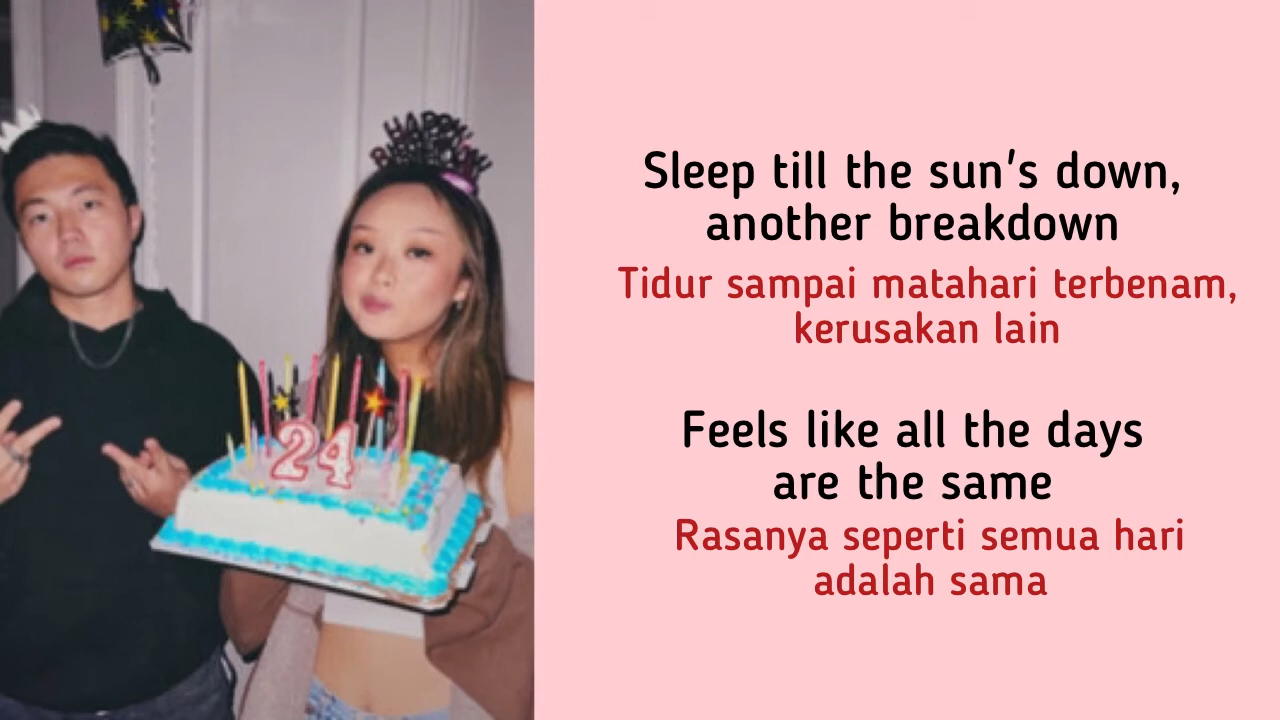 HAPPY
BIRTHDAY
24
Sleep till the sun's down,
another breakdown
Tidur sampai matahari terbenam,
kerusakan lain
Feels like all the days
are the same
Rasanya seperti semua hari
adalah sama